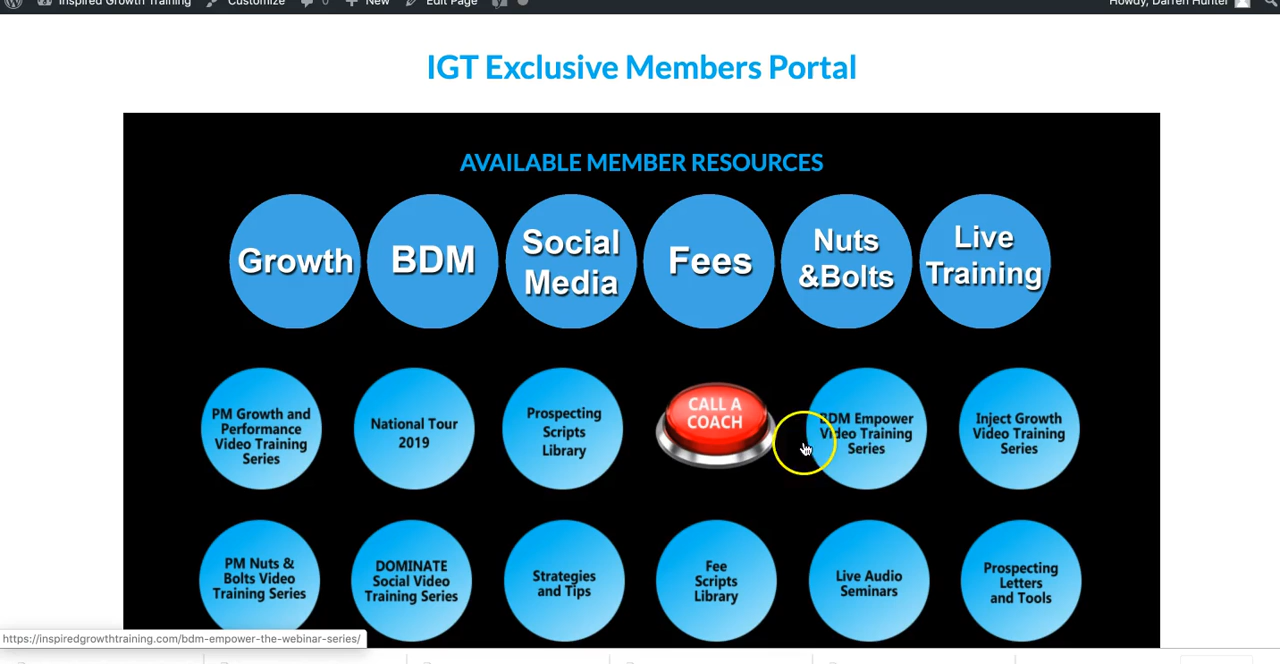 Inspired Growth Training Customize 0 New Edit Page Howdy, Darren Hunter
IGT Exclusive Members Portal
AVAILABLE MEMBER RESOURCES
Growth
BDM
Social
Media
Fees
Nuts
&Bolts
Live
Training
PM Growth and
Performance
Video Training
Series
National Tour
2019
Prospecting
Scripts
Library
CALL A
COACH
BDM Empower
Video Training
Series
Inject Growth
Video Training
Series
PM Nuts &
Bolts Video
Training Series
DOMINATE
Social Video
Training Series
Strategies
and Tips
Fee
Scripts
Library
Live Audio
Seminars
Prospecting
Letters
and Tools
https://inspiredgrowthtraining.com/bdm-empower-the-webinar-series/